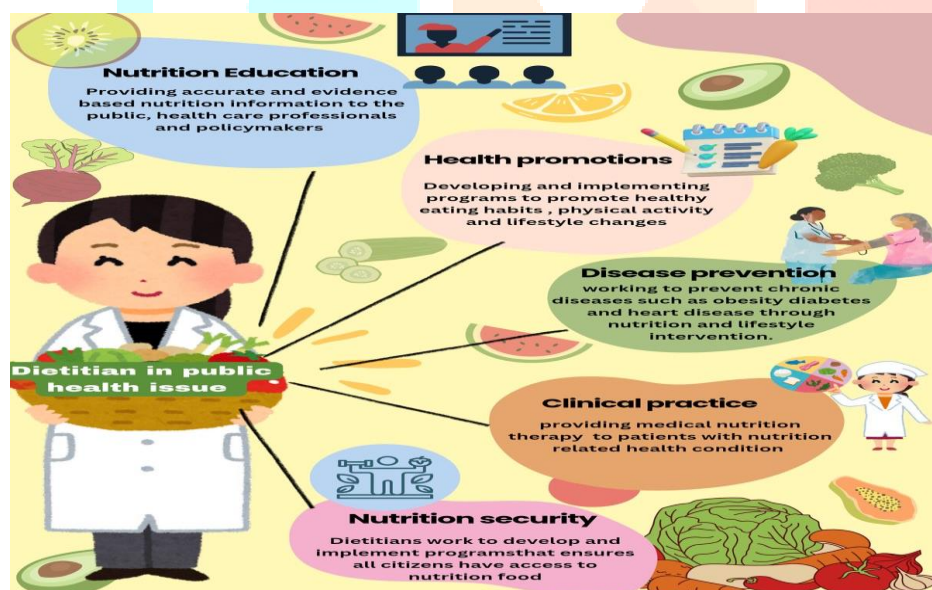 Nutrition Education
Providing accurate and evidence
based nutrition information to the
public, health care professionals
and policymakers
Health promotions
Developing and implementing
programs to promote healthy
eating habits , physical activity
and lifestyle changes
Disease prevention
working to prevent chronic
diseases such as obesity diabetes
and heart disease through
nutrition and lifestyle
intervention.
Dietitian in public
health issue
Clinical practice
providing medical nutrition
therapy to patients with nutrition
related health condition
Nutrition security
Dietitians work to develop and
implement programsthat ensures
all citizens have access to
nutrition food